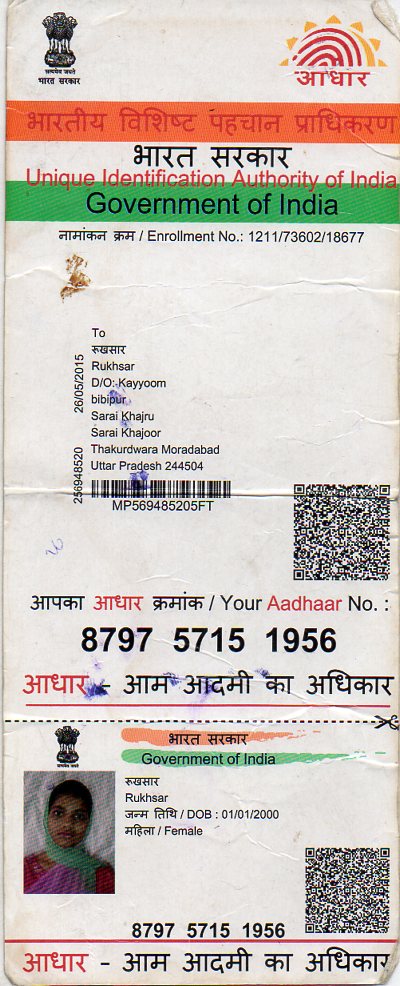 सत्यमेव जयते
भारत सरकार
आधार
भारतीय विशिष्ट पहचान प्राधिकरण
भारत सरकार
Unique Identification Authority of India
Government of India
नामांकन क्रम / Enrollment No.: 1211/73602/18677
To
रुखसार
Rukhsar
D/O: Kayyoom
bibipur
Sarai Khajru
Sarai Khajoor
Thakurdwara Moradabad
Uttar Pradesh 244504
26/05/2015
256948520
MP569485205FT
आपका आधार क्रमांक / Your Aadhaar No. :
8797 5715 1956
आधार - आम आदमी का अधिकार
भारत सरकार
Government of India
रुखसार
Rukhsar
जन्म तिथि / DOB : 01/01/2000
महिला / Female
8797 5715 1956
आधार - आम आदमी का अधिकार